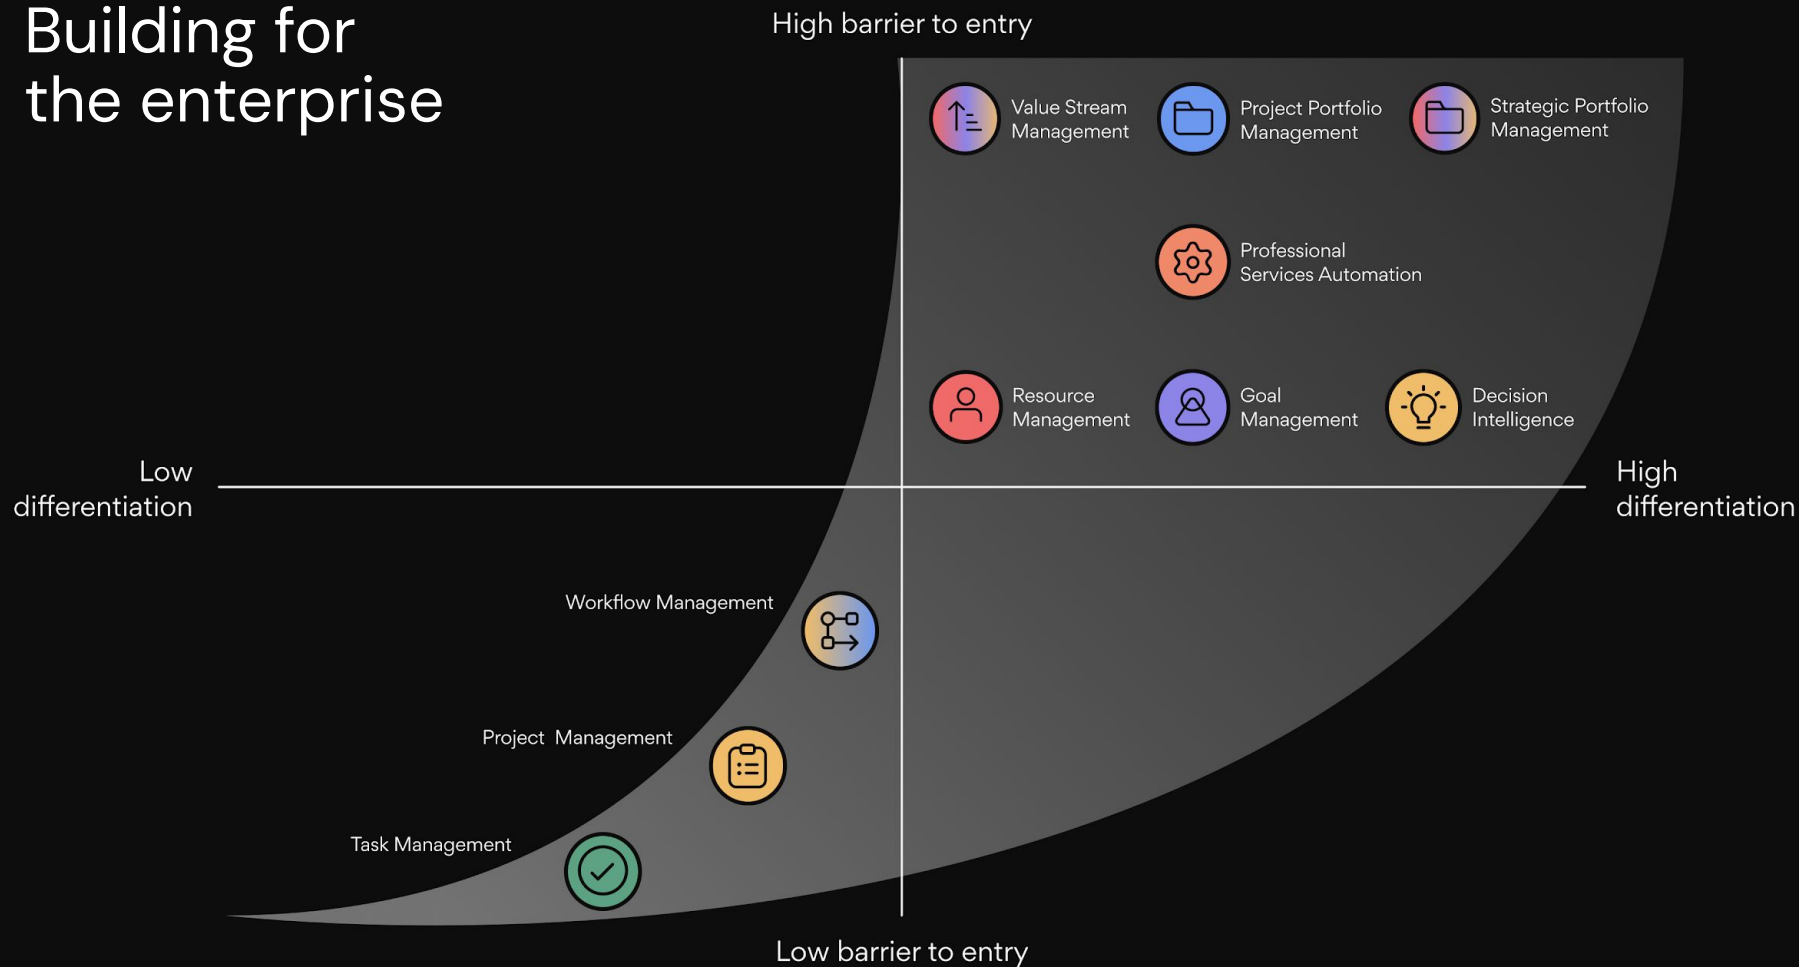 Building for
the enterprise
High barrier to entry
Value Stream
Management
Project Portfolio
Management
Strategic Portfolio
Management
Professional
Services Automation
Resource
Management
Goal
Management
Decision
Intelligence
Low
differentiation
High
differentiation
Workflow Management
Project Management
Task Management
Low barrier to entry